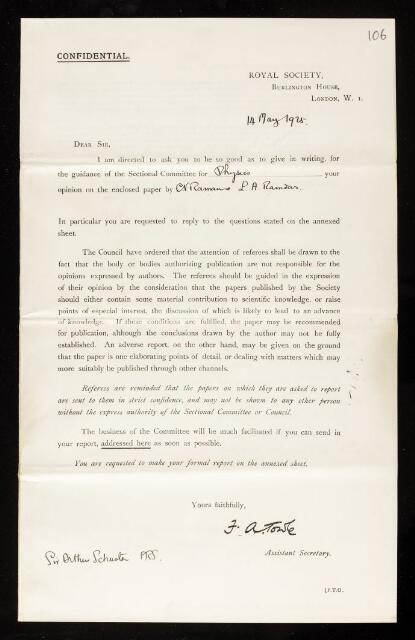 106
CONFIDENTIAL.
ROYAL SOCIETY,
BURLINGTON HOUSE,
LONDON, W. 1.
14 May 1925.
DEAR SIR,
I am directed to ask you to be so good as to give in writing, for
the guidance of the Sectional Committee for Physics your
opinion on the enclosed paper by CV Raman & L A Ramdas.
In particular you are requested to reply to the questions stated on the annexed
sheet.
The Council have ordered that the attention of referees shall be drawn to the
fact that the body or bodies authorizing publication are not responsible for the
opinions expressed by authors. The referees should be guided in the expression
of their opinion by the consideration that the papers published by the Society
should either contain some material contribution to scientific knowledge, or raise
points of especial interest, the discussion of which is likely to lead to an advance
of knowledge. If these conditions are fulfilled, the paper may be recommended
for publication, although the conclusions drawn by the author may not be fully
established. An adverse report, on the other hand, may be given on the ground
that the paper is one elaborating points of detail, or dealing with matters which may
more suitably be published through other channels.
Referees are reminded that the papers on which they are asked to report
are sent to them in strict confidence, and may not be shown to any other person
without the express authority of the Sectional Committee or Council.
The business of the Committee will be much facilitated if you can send in
your report, addressed here as soon as possible.
You are requested to make your formal report on the annexed sheet.
Yours faithfully,
F. A. Towle
Assistant Secretary.
Sir Arthur Schuster FRS.
[P.T.O.